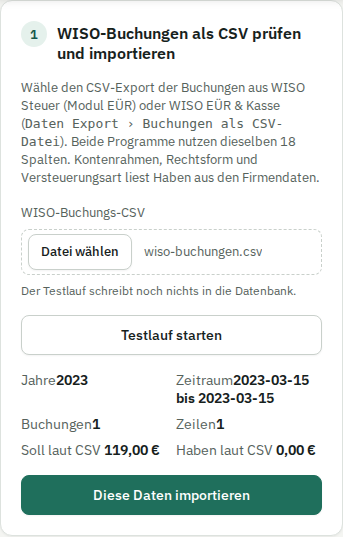 1 WISO-Buchungen als CSV prüfen
und importieren
Wähle den CSV-Export der Buchungen aus WISO
Steuer (Modul EÜR) oder WISO EÜR & Kasse
(Daten Export › Buchungen als CSV-
Datei). Beide Programme nutzen dieselben 18
Spalten. Kontenrahmen, Rechtsform und
Versteuerungsart liest Haben aus den Firmendaten.
WISO-Buchungs-CSV
Datei wählen wiso-buchungen.csv
Der Testlauf schreibt noch nichts in die Datenbank.
Testlauf starten
Jahre2023 Zeitraum2023-03-15
bis 2023-03-15
Buchungen1 Zeilen1
Soll laut CSV 119,00 € Haben laut CSV 0,00 €
Diese Daten importieren